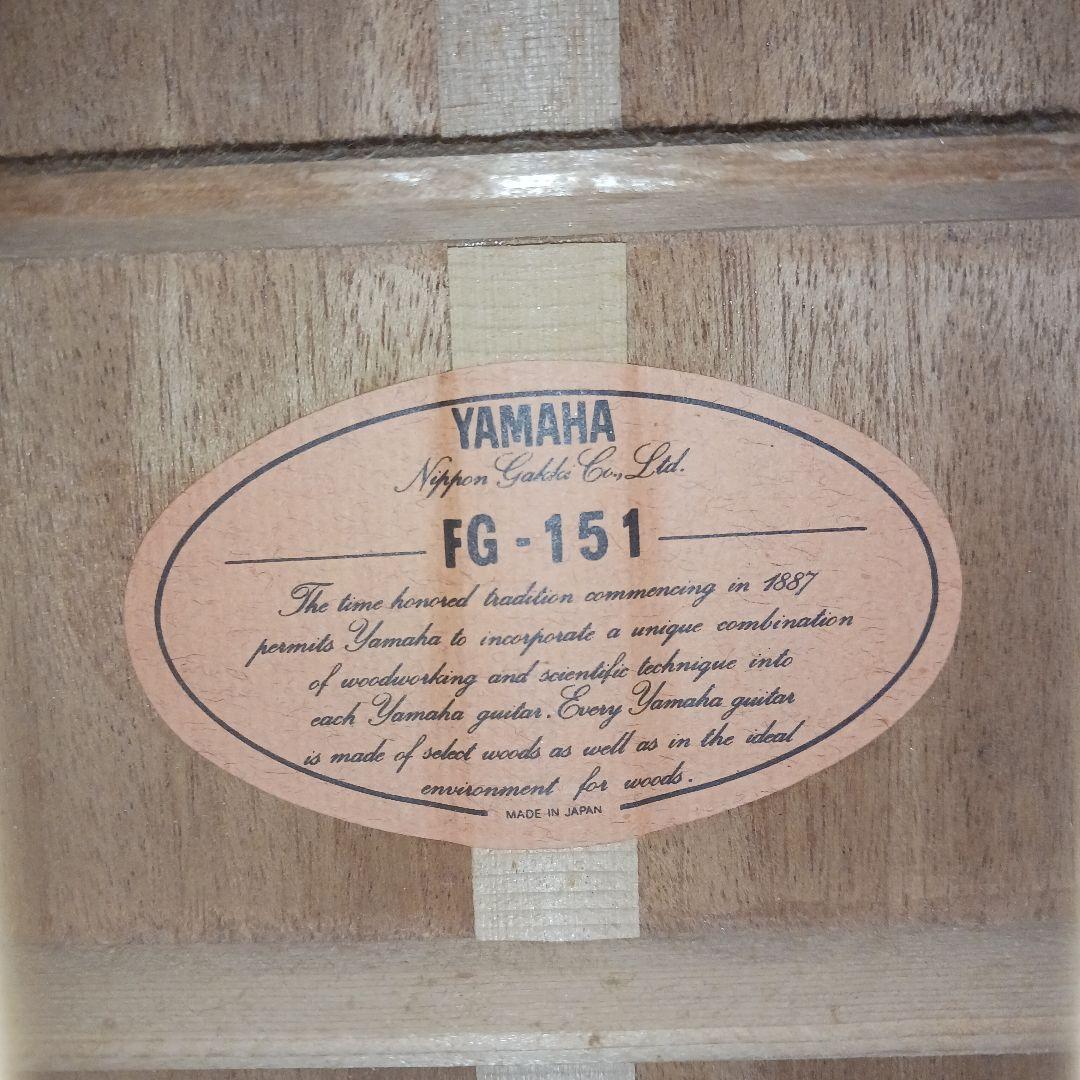 YAMAHA
Nippon Gakki Co., Ltd.
FG-151
The time honored tradition commencing in 1887
permits Yamaha to incorporate a unique combination
of woodworking and scientific technique into
each Yamaha guitar. Every Yamaha guitar
is made of select woods as well as in the ideal
environment for woods.
MADE IN JAPAN